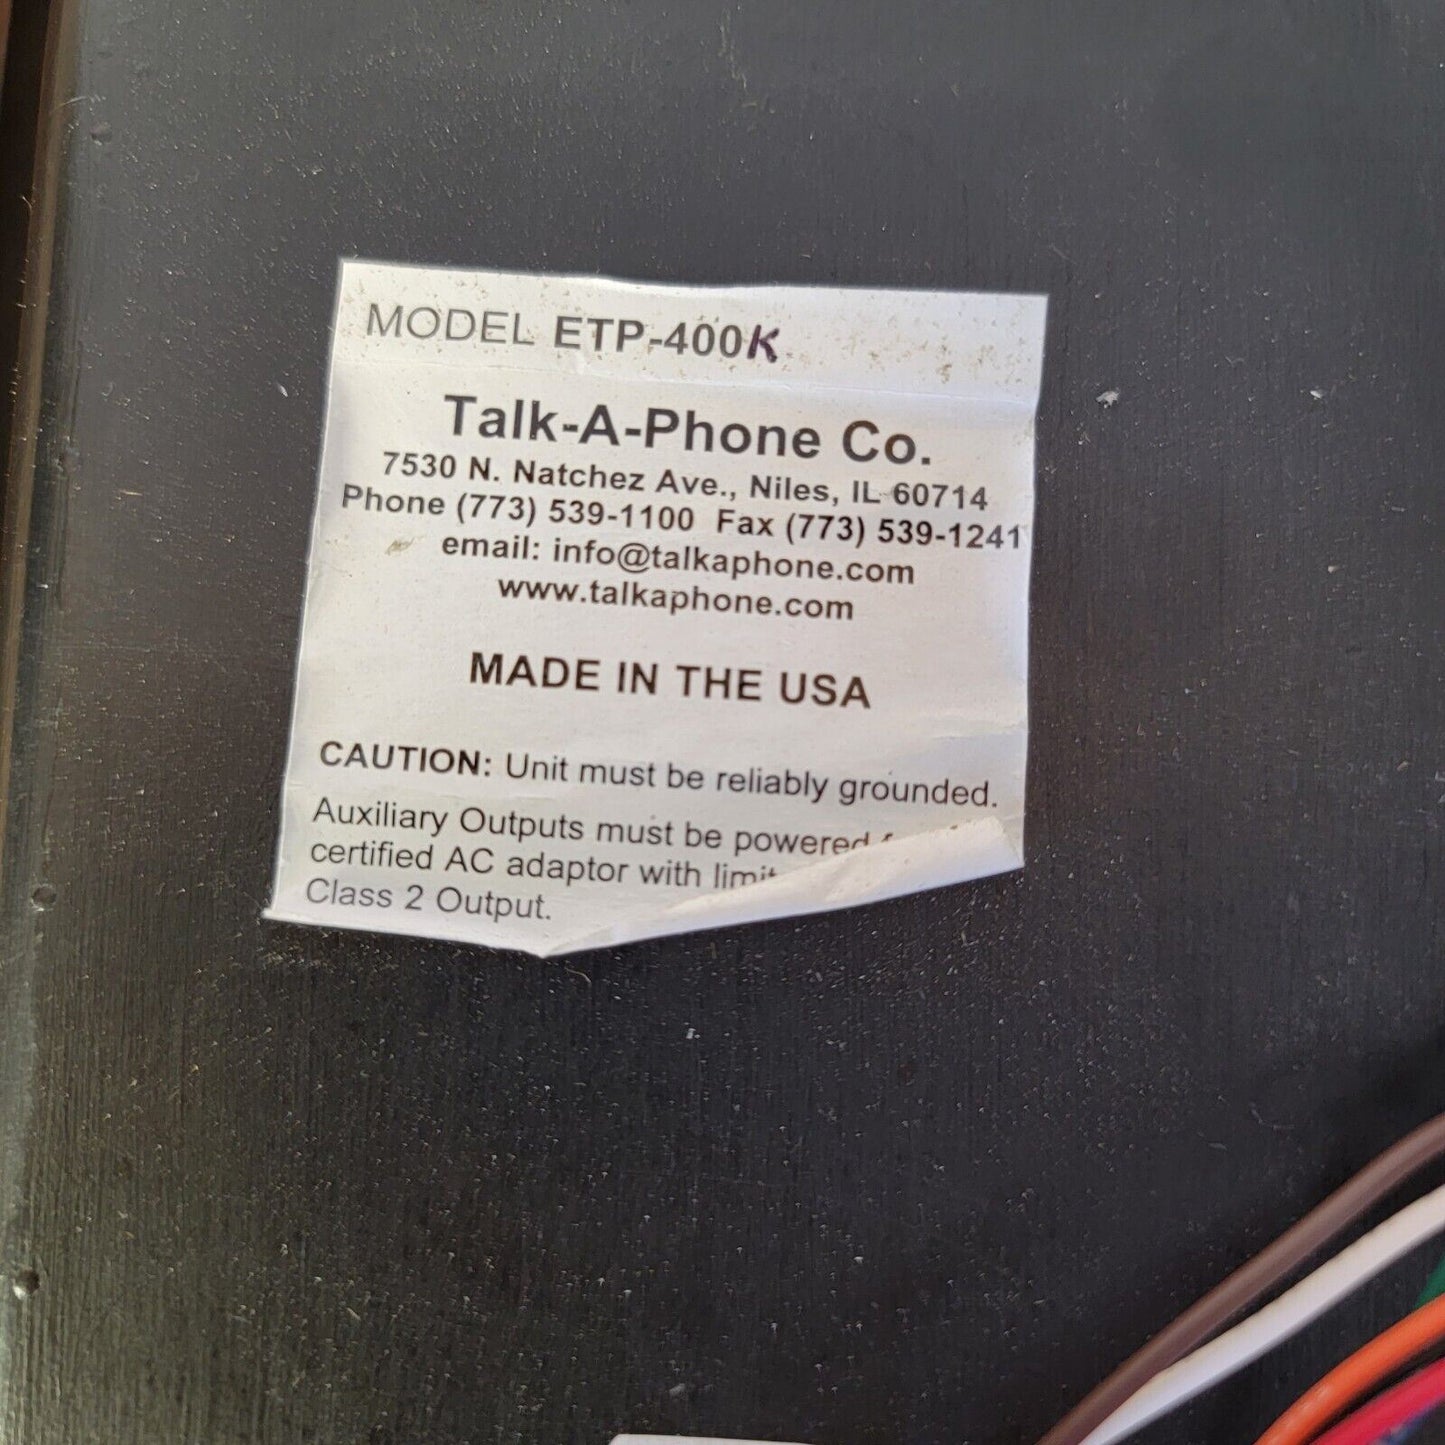 MODEL ETP-400K
Talk-A-Phone Co.
7530 N. Natchez Ave., Niles, IL 60714
Phone (773) 539-1100 Fax (773) 539-1241
email: info@talkaphone.com
www.talkaphone.com
MADE IN THE USA
CAUTION: Unit must be reliably grounded.
Auxiliary Outputs must be powered
certified AC adaptor with
Class 2 Output.